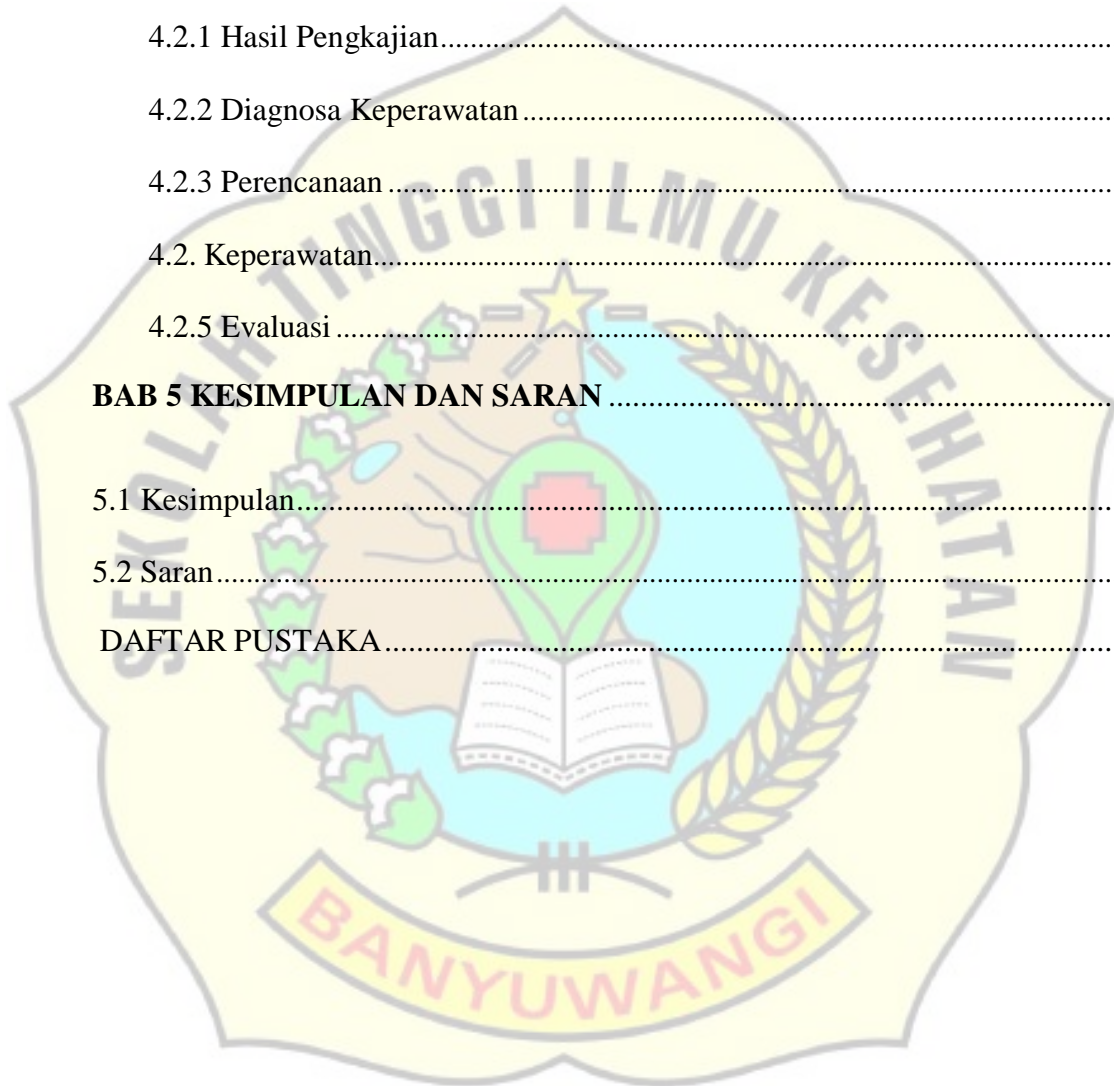 4.2.1 Hasil Pengkajian........................................................................................
4.2.2 Diagnosa Keperawatan..............................................................................
4.2.3 Perencanaan................................................................................................
4.2. Keperawatan..................................................................................................
4.2.5 Evaluasi........................................................................................................
BAB 5 KESIMPULAN DAN SARAN....................................................................
5.1 Kesimpulan............................................................................................................
5.2 Saran.......................................................................................................................
DAFTAR PUSTAKA.................................................................................................
SEKOLAH TINGGI ILMU KESEHATAN
BANYUWANGI